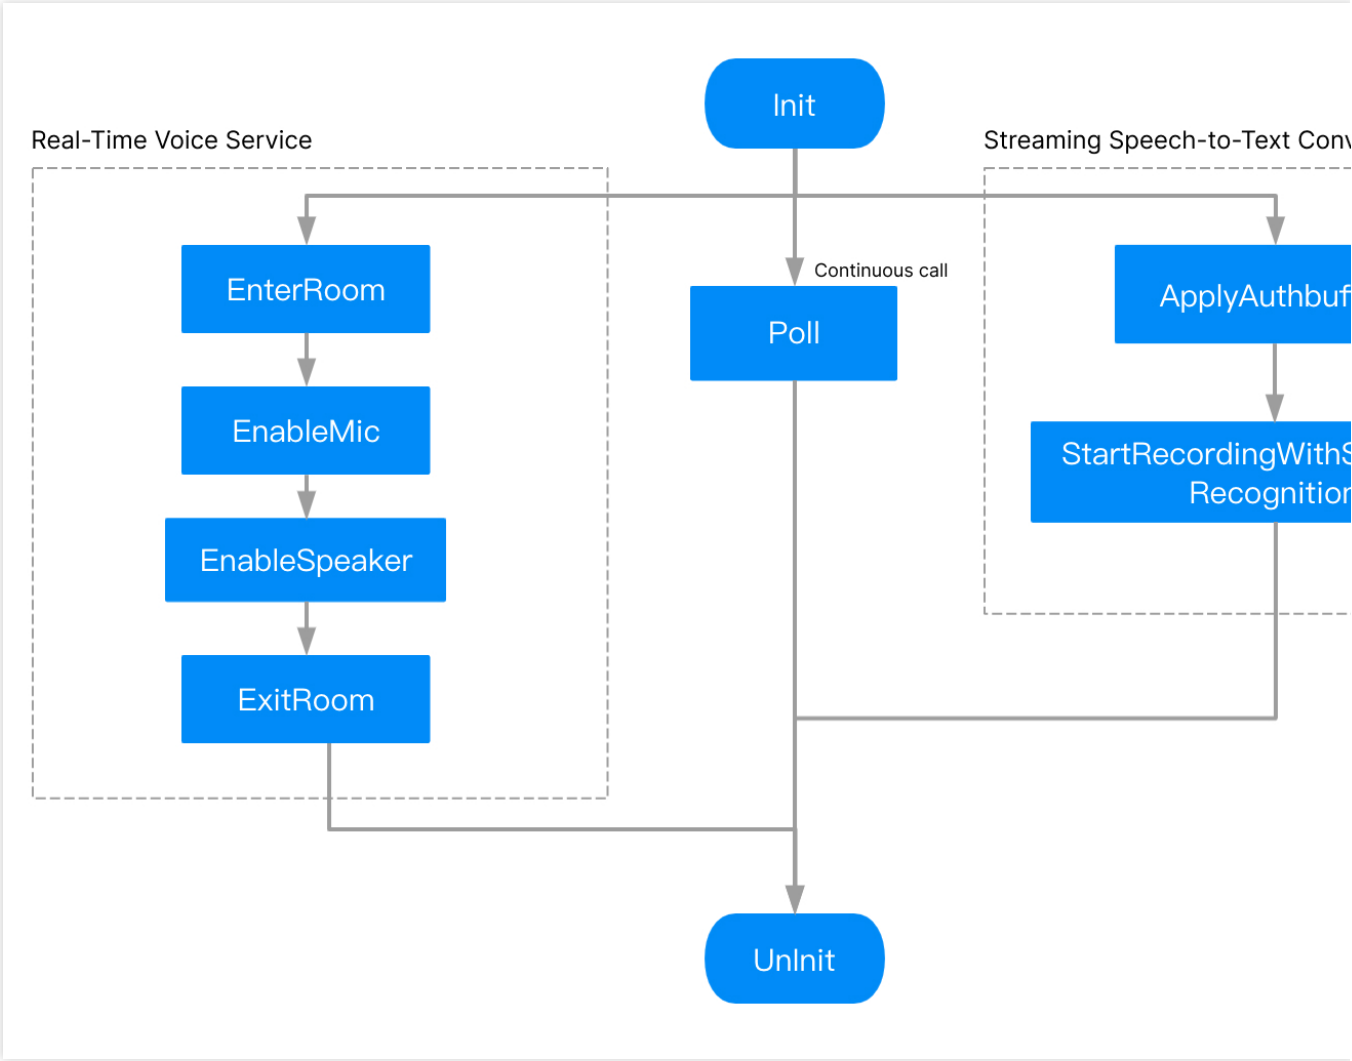 Init
Real-Time Voice Service
Streaming Speech-to-Text Conv
EnterRoom
Continuous call
ApplyAuthbuf
Poll
EnableMic
StartRecordingWithS
Recognition
EnableSpeaker
ExitRoom
UnInit